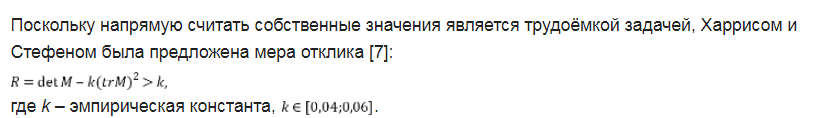 Поскольку напрямую считать собственные значения является трудоёмкой задачей, Харрисом и
Стефеном была предложена мера отклика [7]:
R = det M – k(trM)² > k,
где k – эмпирическая константа, k ∈ [0,04;0,06].